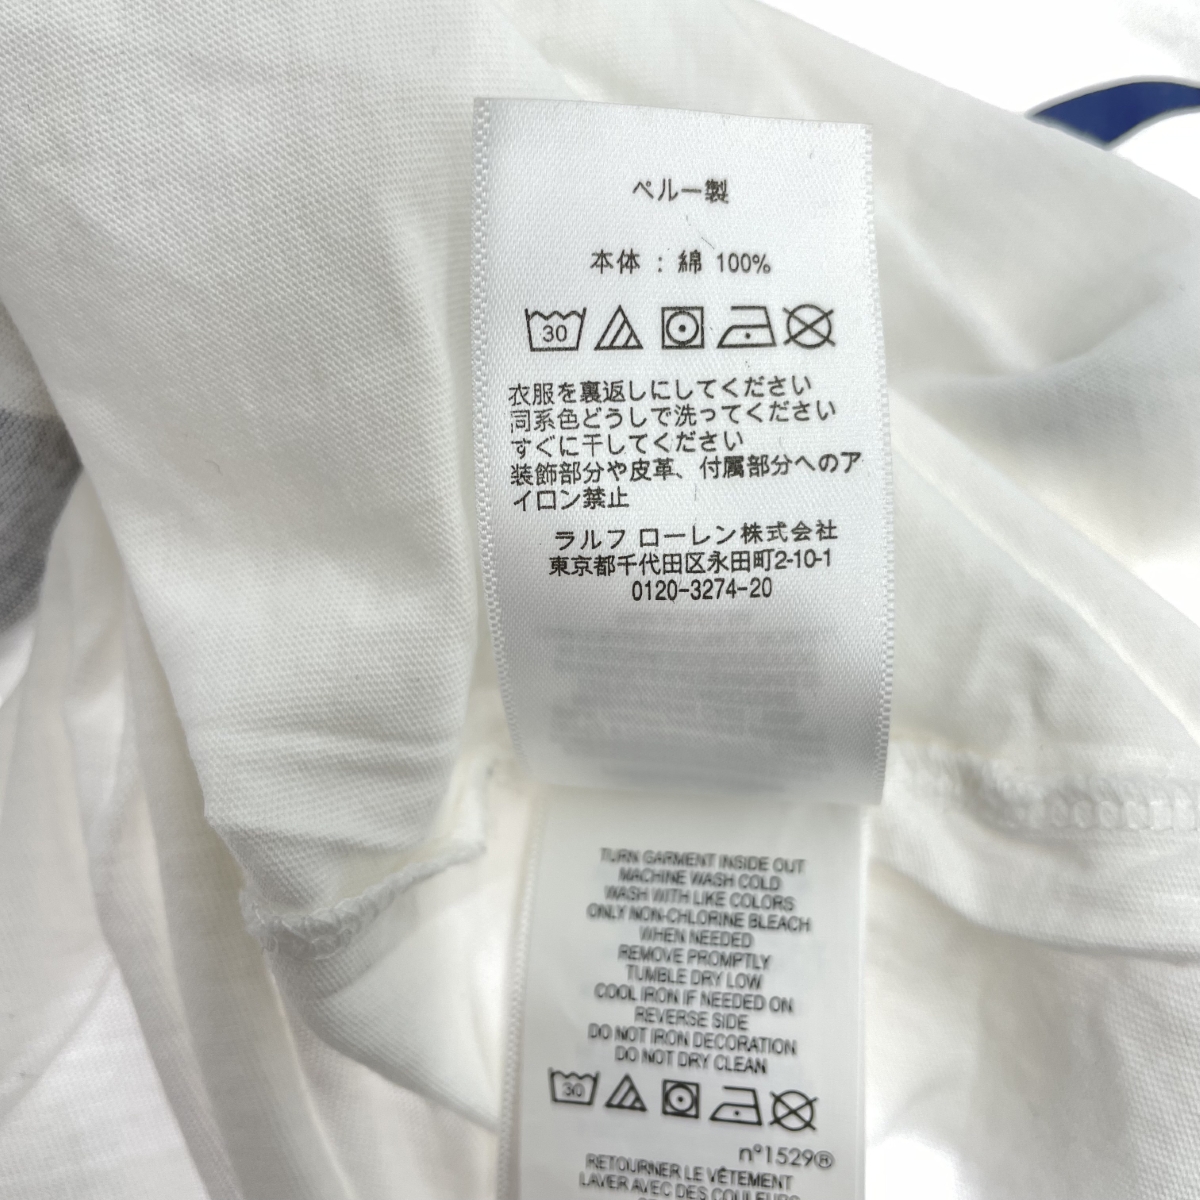 ペルー製
本体 : 綿 100%
30
衣服を裏返しにしてください
同系色どうしで洗ってください
すぐに干してください
装飾部分や皮革、付属部分へのア
イロン禁止
ラルフ ローレン株式会社
東京都千代田区永田町2-10-1
0120-3274-20
TURN GARMENT INSIDE OUT
MACHINE WASH COLD
WASH WITH LIKE COLORS
ONLY NON-CHLORINE BLEACH
WHEN NEEDED
REMOVE PROMPTLY
TUMBLE DRY LOW
COOL IRON IF NEEDED ON
REVERSE SIDE
DO NOT IRON DECORATION
DO NOT DRY CLEAN
30
n°1529®
RETOURNER LE VÊTEMENT
LAVER AVEC DES COULEURS